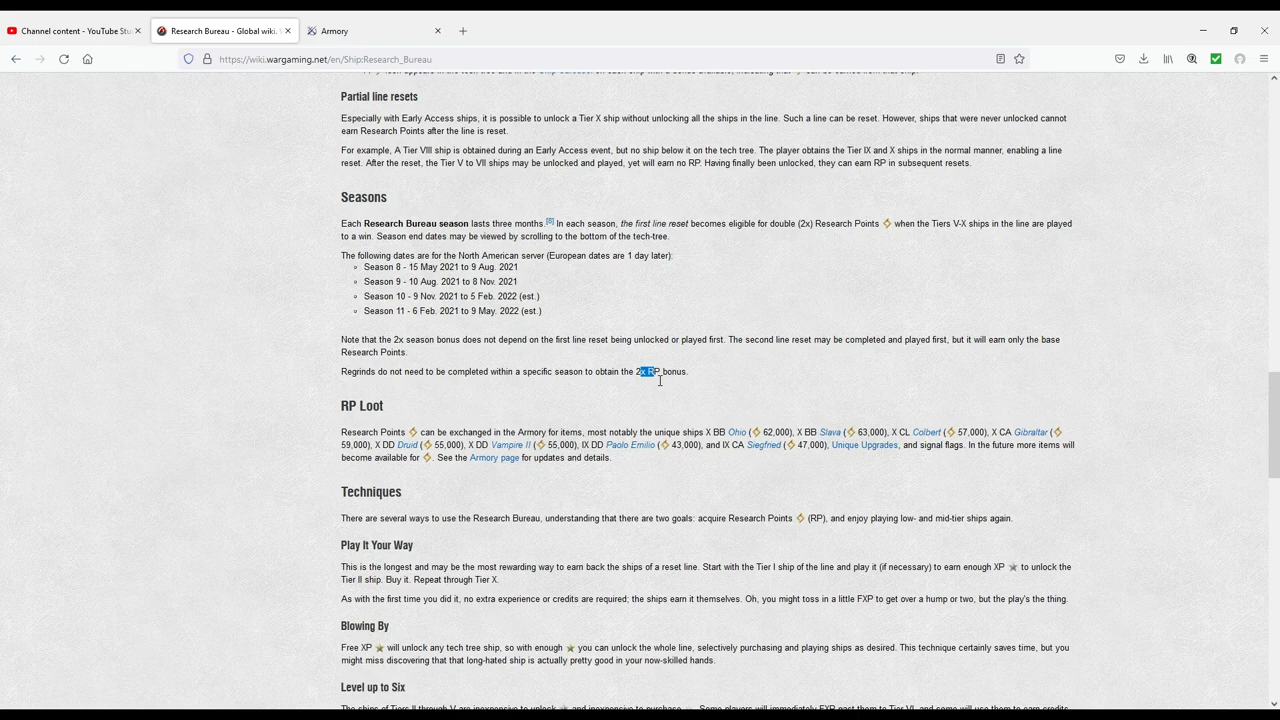 Channel content - YouTube Stu
Research Bureau - Global wiki. W
Armory
https://wiki.wargaming.net/en/Ship:Research_Bureau
Partial line resets
Especially with Early Access ships, it is possible to unlock a Tier X ship without unlocking all the ships in the line. Such a line can be reset. However, ships that were never unlocked cannot
earn Research Points after the line is reset.
For example, A Tier VIII ship is obtained during an Early Access event, but no ship below it on the tech tree. The player obtains the Tier IX and X ships in the normal manner, enabling a line
reset. After the reset, the Tier V to VII ships may be unlocked and played, yet will earn no RP. Having finally been unlocked, they can earn RP in subsequent resets.
Seasons
Each Research Bureau season lasts three months.[8] In each season, the first line reset becomes eligible for double (2x) Research Points when the Tiers V-X ships in the line are played
to a win. Season end dates may be viewed by scrolling to the bottom of the tech-tree.
The following dates are for the North American server (European dates are 1 day later):
Season 8 - 15 May 2021 to 9 Aug. 2021
Season 9 - 10 Aug. 2021 to 8 Nov. 2021
Season 10 - 9 Nov. 2021 to 5 Feb. 2022 (est.)
Season 11 - 6 Feb. 2021 to 9 May. 2022 (est.)
Note that the 2x season bonus does not depend on the first line reset being unlocked or played first. The second line reset may be completed and played first, but it will earn only the base
Research Points.
Regrinds do not need to be completed within a specific season to obtain the 2x RP bonus.
RP Loot
Research Points can be exchanged in the Armory for items, most notably the unique ships X BB Ohio ( 62,000), X BB Slava ( 63,000), X CL Colbert ( 57,000), X CA Gibraltar (
59,000), X DD Druid ( 55,000), X DD Vampire II ( 55,000), IX DD Paolo Emilio ( 43,000), and IX CA Siegfried ( 47,000), Unique Upgrades, and signal flags. In the future more items will
become available for . See the Armory page for updates and details.
Techniques
There are several ways to use the Research Bureau, understanding that there are two goals: acquire Research Points (RP), and enjoy playing low- and mid-tier ships again.
Play It Your Way
This is the longest and may be the most rewarding way to earn back the ships of a reset line. Start with the Tier I ship of the line and play it (if necessary) to earn enough XP to unlock the
Tier II ship. Buy it. Repeat through Tier X.
As with the first time you did it, no extra experience or credits are required; the ships earn it themselves. Oh, you might toss in a little FXP to get over a hump or two, but the play's the thing.
Blowing By
Free XP will unlock any tech tree ship, so with enough you can unlock the whole line, selectively purchasing and playing ships as desired. This technique certainly saves time, but you
might miss discovering that that long-hated ship is actually pretty good in your now-skilled hands.
Level up to Six